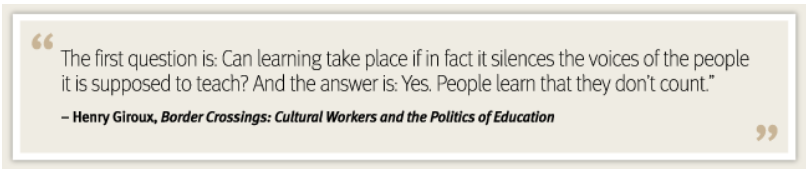 “
The first question is: Can learning take place if in fact it silences the voices of the people
it is supposed to teach? And the answer is: Yes. People learn that they don’t count.”
– Henry Giroux, Border Crossings: Cultural Workers and the Politics of Education
”